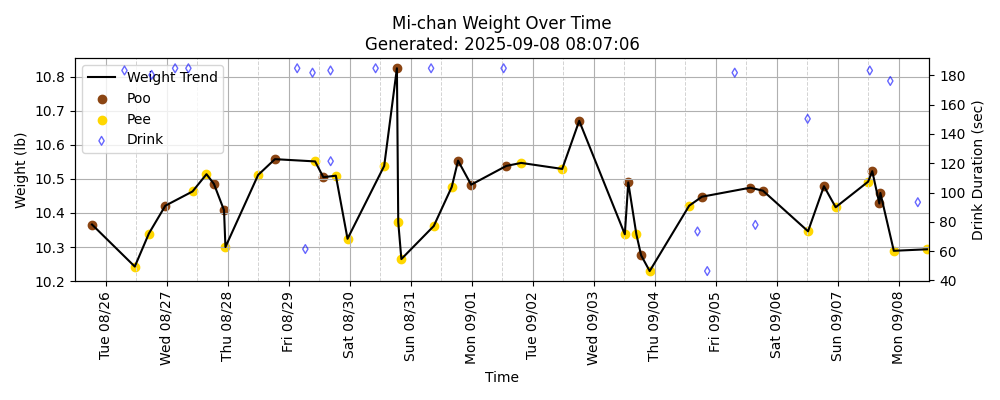 Mi-chan Weight Over Time
Generated: 2025-09-08 08:07:06
Weight (lb)
10.8
10.7
10.6
10.5
10.4
10.3
10.2
Weight Trend
Poo
Pee
Drink
180
160
140
120
100
80
60
40
Drink Duration (sec)
Tue 08/26
Wed 08/27
Thu 08/28
Fri 08/29
Sat 08/30
Sun 08/31
Mon 09/01
Tue 09/02
Wed 09/03
Thu 09/04
Fri 09/05
Sat 09/06
Sun 09/07
Mon 09/08
Time